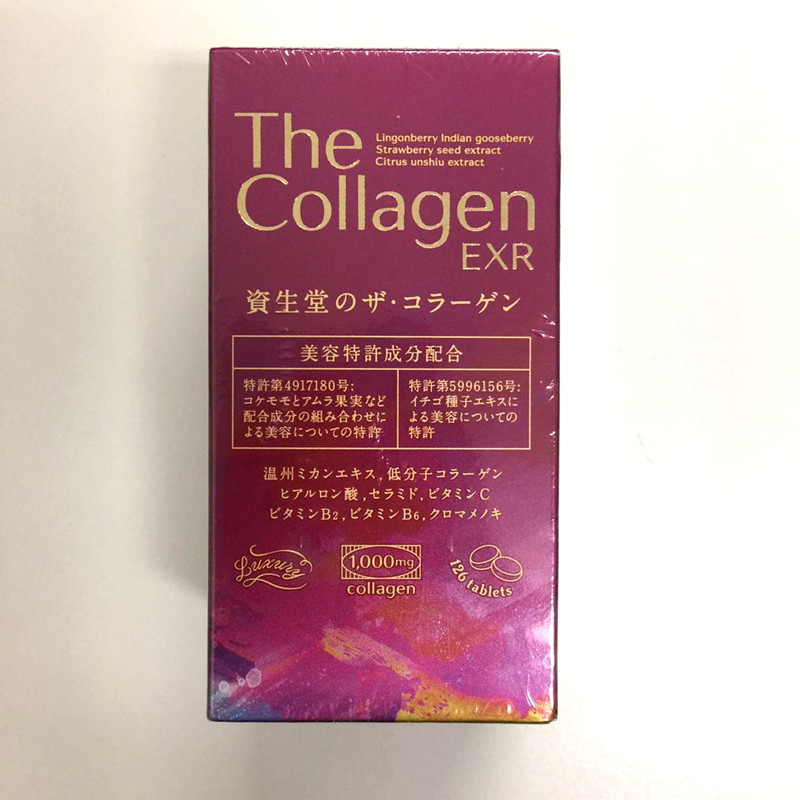 The
Lingonberry Indian gooseberry
Strawberry seed extract
Citrus unshiu extract
Collagen
EXR
資生堂のザ・コラーゲン
美容特許成分配合
特許第4917180号:
コケモモとアムラ果実など
配合成分の組み合わせに
よる美容についての特許
特許第5996156号:
イチゴ種子エキスに
よる美容についての
特許
温州ミカンエキス,低分子コラーゲン
ヒアルロン酸,セラミド,ビタミンC
ビタミンB2,ビタミンB6,クロマメノキ
Luxury
1,000mg
collagen
126 tablets